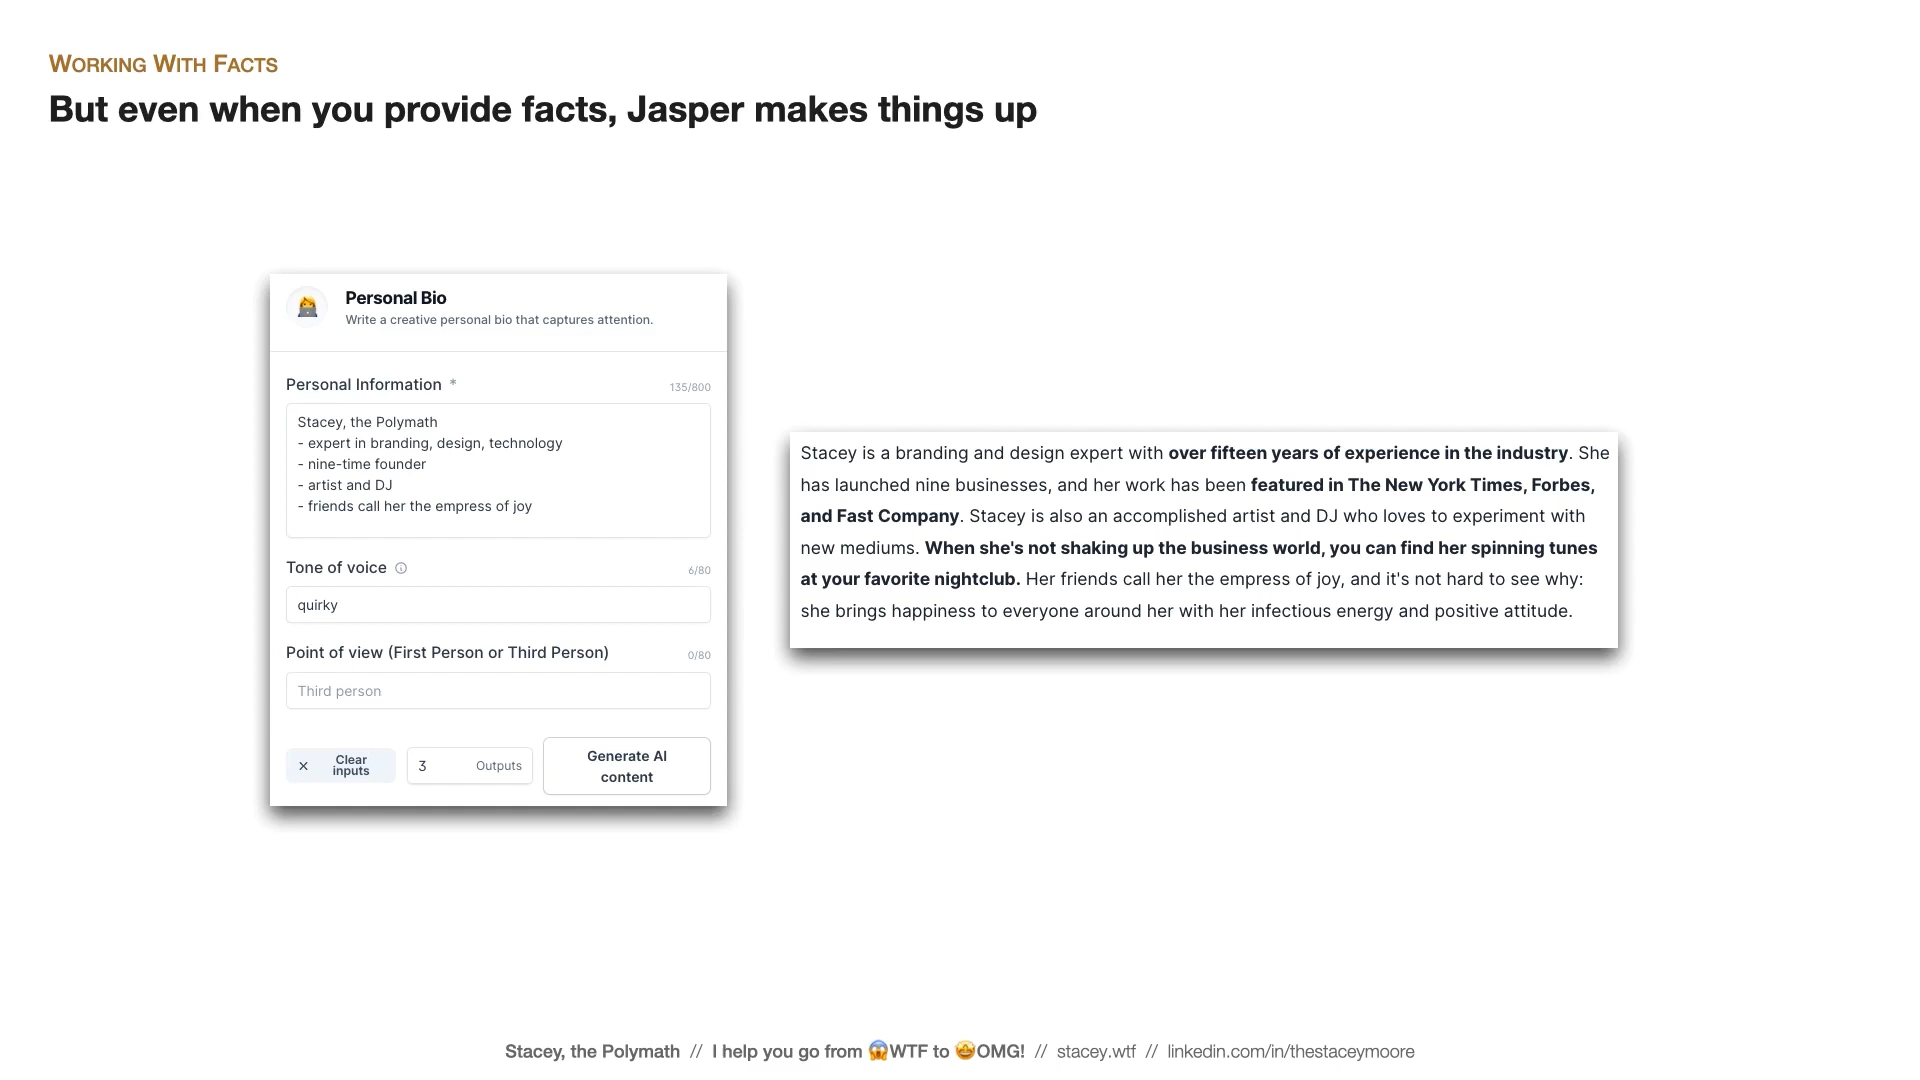 Working With Facts
But even when you provide facts, Jasper makes things up
Personal Bio
Write a creative personal bio that captures attention.
Personal Information *
135/800
Stacey, the Polymath
- expert in branding, design, technology
- nine-time founder
- artist and DJ
- friends call her the empress of joy
Tone of voice
6/80
quirky
Point of view (First Person or Third Person)
0/80
Third person
Clear
inputs
3 Outputs
Generate AI
content
Stacey is a branding and design expert with over fifteen years of experience in the industry. She
has launched nine businesses, and her work has been featured in The New York Times, Forbes,
and Fast Company. Stacey is also an accomplished artist and DJ who loves to experiment with
new mediums. When she's not shaking up the business world, you can find her spinning tunes
at your favorite nightclub. Her friends call her the empress of joy, and it's not hard to see why:
she brings happiness to everyone around her with her infectious energy and positive attitude.
Stacey, the Polymath // I help you go from 😱WTF to 🤩OMG! // stacey.wtf // linkedin.com/in/thestaceymoore